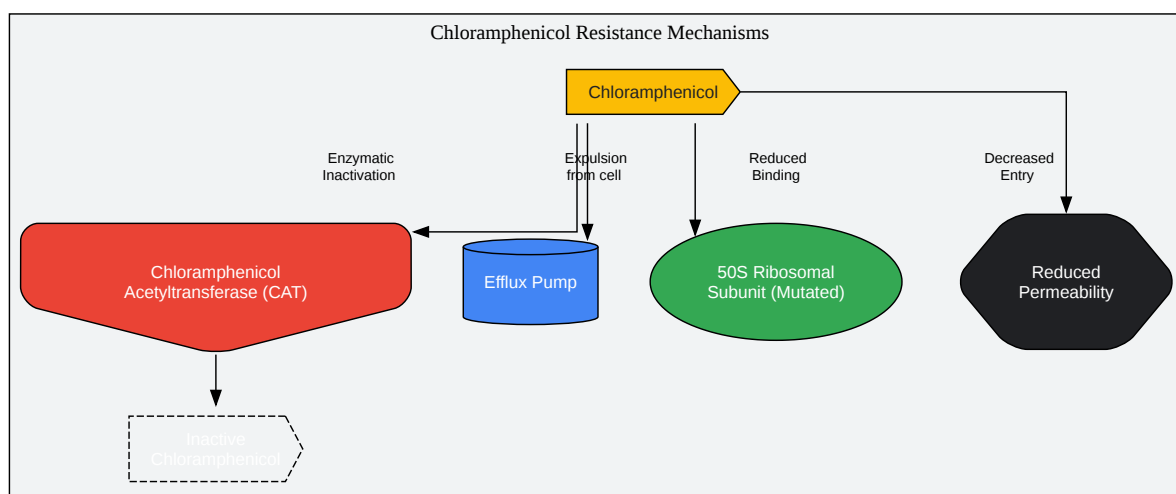 Chloramphenicol Resistance Mechanisms
Chloramphenicol
Enzymatic
Inactivation
Expulsion
from cell
Reduced
Binding
Decreased
Entry
Chloramphenicol
Acetyltransferase (CAT)
Efflux Pump
50S Ribosomal
Subunit (Mutated)
Reduced
Permeability
Inactive
Chloramphenicol